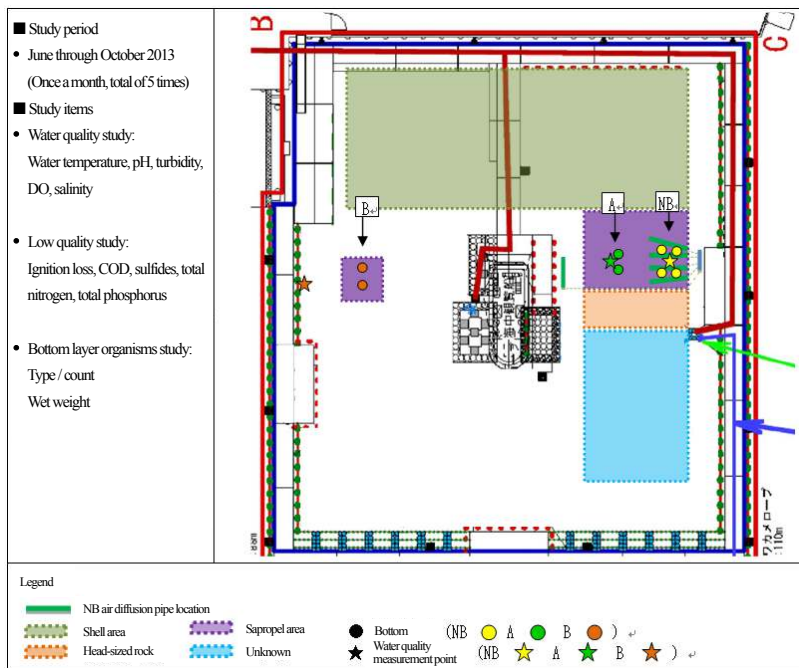 ■ Study period
• June through October 2013
(Once a month, total of 5 times)
■ Study items
• Water quality study:
Water temperature, pH, turbidity,
DO, salinity
• Low quality study:
Ignition loss, COD, sulfides, total
nitrogen, total phosphorus
• Bottom layer organisms study:
Type / count
Wet weight
B
C
B
A
NB
ワカメロープ
:110m
Legend
NB air diffusion pipe location
Shell area
Sapropel area
Head-sized rock
Unknown
Bottom (NB A B )
Water quality
measurement point (NB A B )